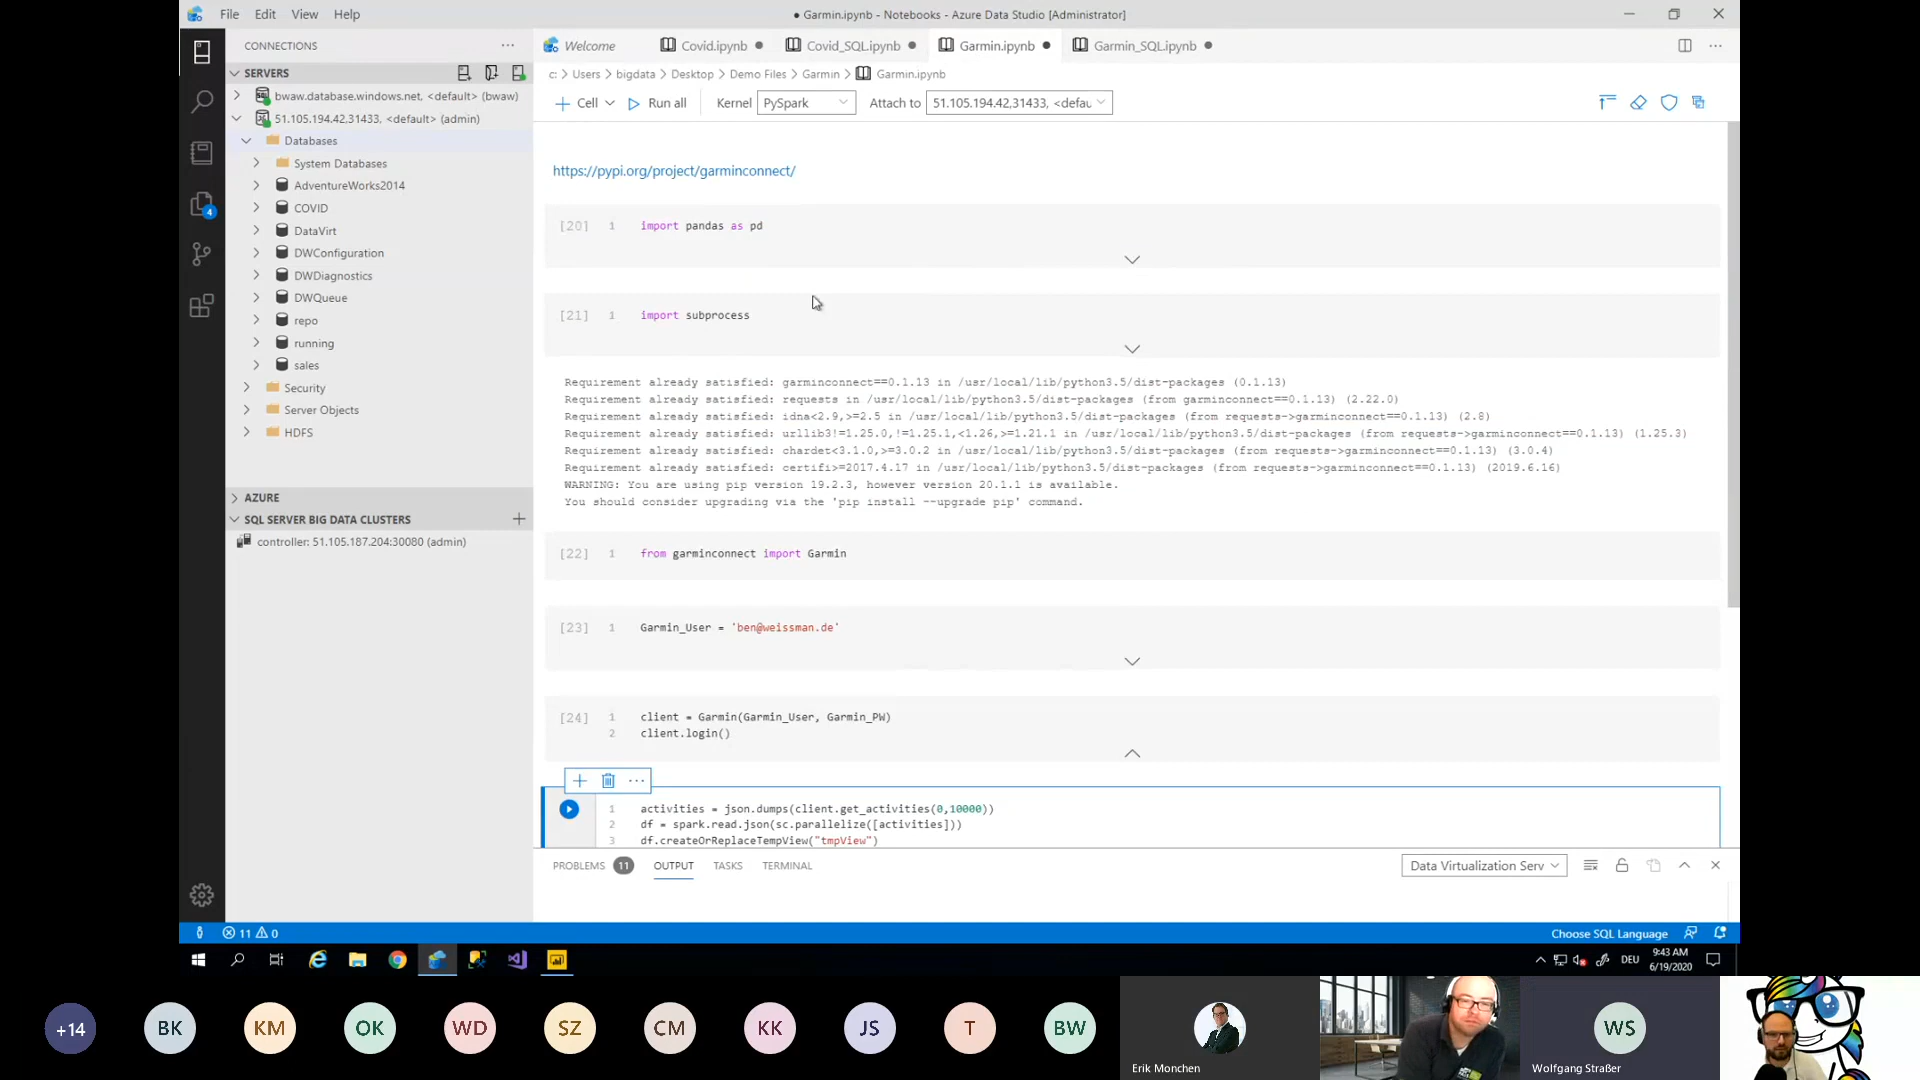 File Edit View Help
● Garmin.ipynb - Notebooks - Azure Data Studio [Administrator]
CONNECTIONS
Welcome
Covid.ipynb
Covid_SQL.ipynb
Garmin.ipynb
Garmin_SQL.ipynb
SERVERS
bwaw.database.windows.net, <default> (bwaw)
51.105.194.42,31433, <default> (admin)
Databases
System Databases
AdventureWorks2014
COVID
DataVirt
DWConfiguration
DWDiagnostics
DWQueue
repo
running
sales
Security
Server Objects
HDFS
AZURE
SQL SERVER BIG DATA CLUSTERS
controller: 51.105.187.204:30080 (admin)
4
c: > Users > bigdata > Desktop > Demo Files > Garmin > Garmin.ipynb
Cell Run all Kernel PySpark Attach to 51.105.194.42,31433, <defau
https://pypi.org/project/garminconnect/
[20] 1 import pandas as pd
[21] 1 import subprocess
Requirement already satisfied: garminconnect==0.1.13 in /usr/local/lib/python3.5/dist-packages (0.1.13)
Requirement already satisfied: requests in /usr/local/lib/python3.5/dist-packages (from garminconnect==0.1.13) (2.22.0)
Requirement already satisfied: idna<2.9,>=2.5 in /usr/local/lib/python3.5/dist-packages (from requests->garminconnect==0.1.13) (2.8)
Requirement already satisfied: urllib3!=1.25.0,!=1.25.1,<1.26,>=1.21.1 in /usr/local/lib/python3.5/dist-packages (from requests->garminconnect==0.1.13) (1.25.3)
Requirement already satisfied: chardet<3.1.0,>=3.0.2 in /usr/local/lib/python3.5/dist-packages (from requests->garminconnect==0.1.13) (3.0.4)
Requirement already satisfied: certifi>=2017.4.17 in /usr/local/lib/python3.5/dist-packages (from requests->garminconnect==0.1.13) (2019.6.16)
WARNING: You are using pip version 19.2.3, however version 20.1.1 is available.
You should consider upgrading via the 'pip install --upgrade pip' command.
[22] 1 from garminconnect import Garmin
[23] 1 Garmin_User = 'ben@weissman.de'
[24] 1 client = Garmin(Garmin_User, Garmin_PW)
2 client.login()
1 activities = json.dumps(client.get_activities(0,10000))
2 df = spark.read.json(sc.parallelize([activities]))
3 df.createOrReplaceTempView("tmpView")
PROBLEMS 11 OUTPUT TASKS TERMINAL
Data Virtualization Serv
11 0
Choose SQL Language
DEU
9:43 AM
6/19/2020
+14 BK KM OK WD SZ CM KK JS T BW WS
Erik Monchen
Wolfgang Straßer